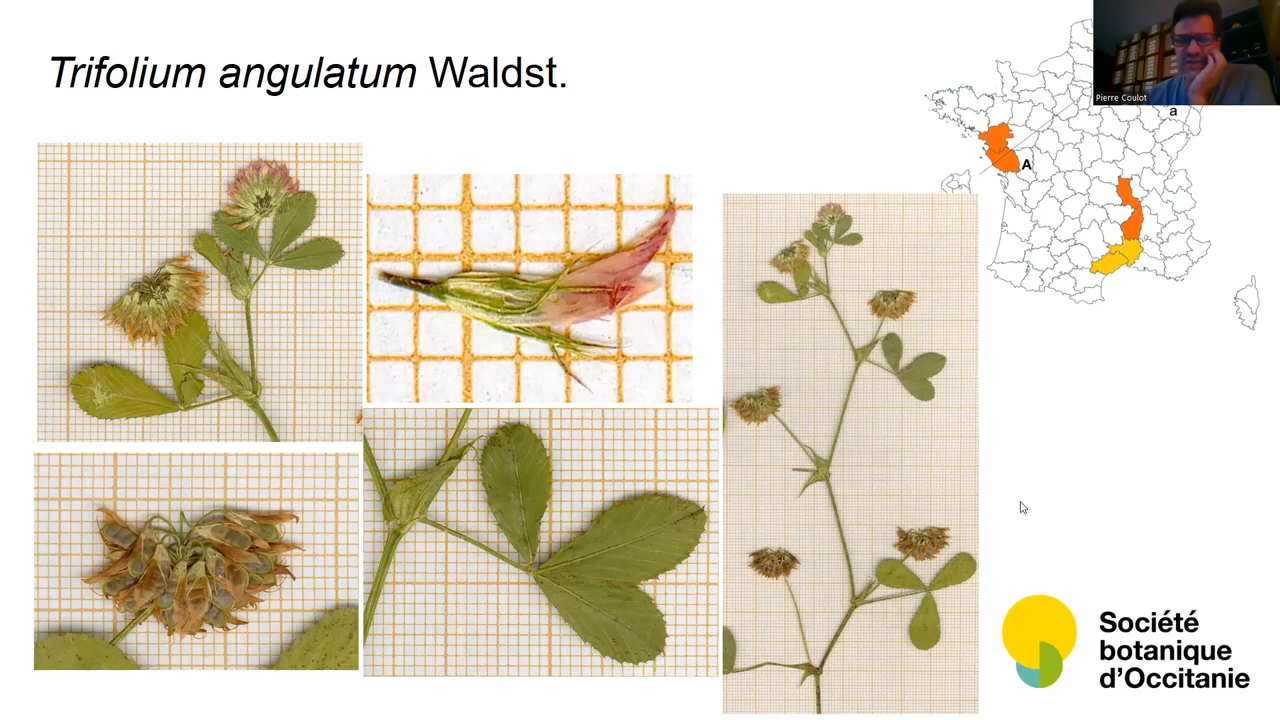 Trifolium angulatum Waldst.
Pierre Coulot
a
A
Société
botanique
d'Occitanie